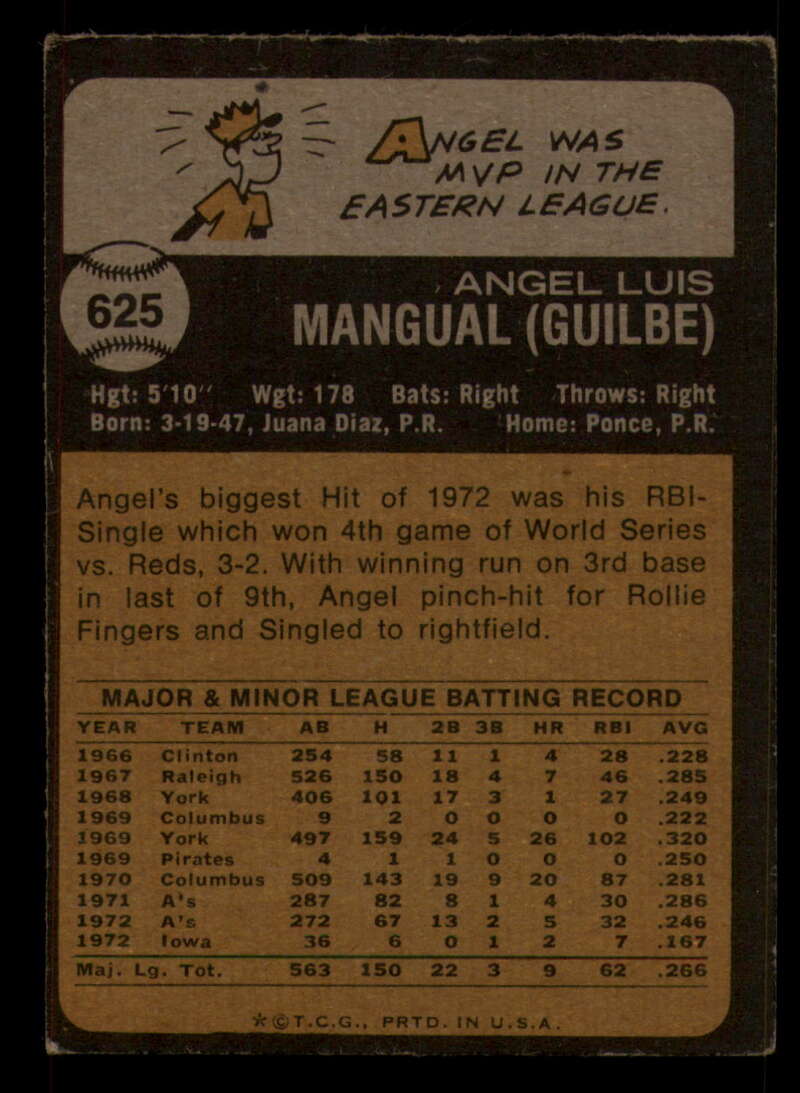 ANGEL WAS
MVP IN THE
EASTERN LEAGUE.
625
ANGEL LUIS
MANGUAL (GUILBE)
Hgt: 5'10" Wgt: 178 Bats: Right Throws: Right
Born: 3-19-47, Juana Diaz, P.R. Home: Ponce, P.R.
Angel's biggest Hit of 1972 was his RBI-
Single which won 4th game of World Series
vs. Reds, 3-2. With winning run on 3rd base
in last of 9th, Angel pinch-hit for Rollie
Fingers and Singled to rightfield.
MAJOR & MINOR LEAGUE BATTING RECORD
YEAR TEAM AB H 2B 3B HR RBI AVG
1966 Clinton 254 58 11 1 4 28 .228
1967 Raleigh 526 150 18 4 7 46 .285
1968 York 406 101 17 3 1 27 .249
1969 Columbus 9 2 0 0 0 0 .222
1969 York 497 159 24 5 26 102 .320
1969 Pirates 4 1 1 0 0 0 .250
1970 Columbus 509 143 19 9 20 87 .281
1971 A's 287 82 8 1 4 30 .286
1972 A's 272 67 13 2 5 32 .246
1972 Iowa 36 6 0 1 2 7 .167
Maj. Lg. Tot. 563 150 22 3 9 62 .266
*©T.C.G., PRTD. IN U.S.A.